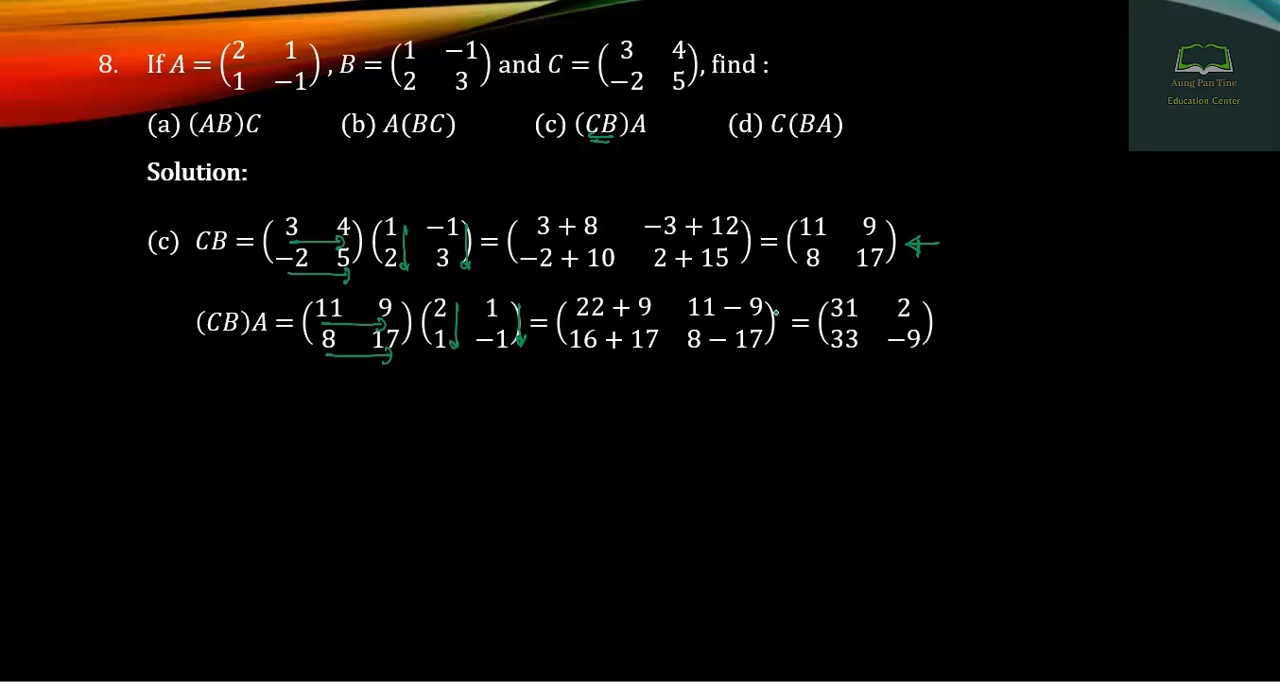 8. If A = (2 1; 1 −1), B = (1 −1; 2 3) and C = (3 4; −2 5), find :
(a) (AB)C (b) A(BC) (c) (CB)A (d) C(BA)
Solution:
(c) CB = (3 4; −2 5)(1 −1; 2 3) = (3 + 8 −3 + 12; −2 + 10 2 + 15) = (11 9; 8 17)
(CB)A = (11 9; 8 17)(2 1; 1 −1) = (22 + 9 11 − 9; 16 + 17 8 − 17) = (31 2; 33 −9)
Aung Pan Tine
Education Center